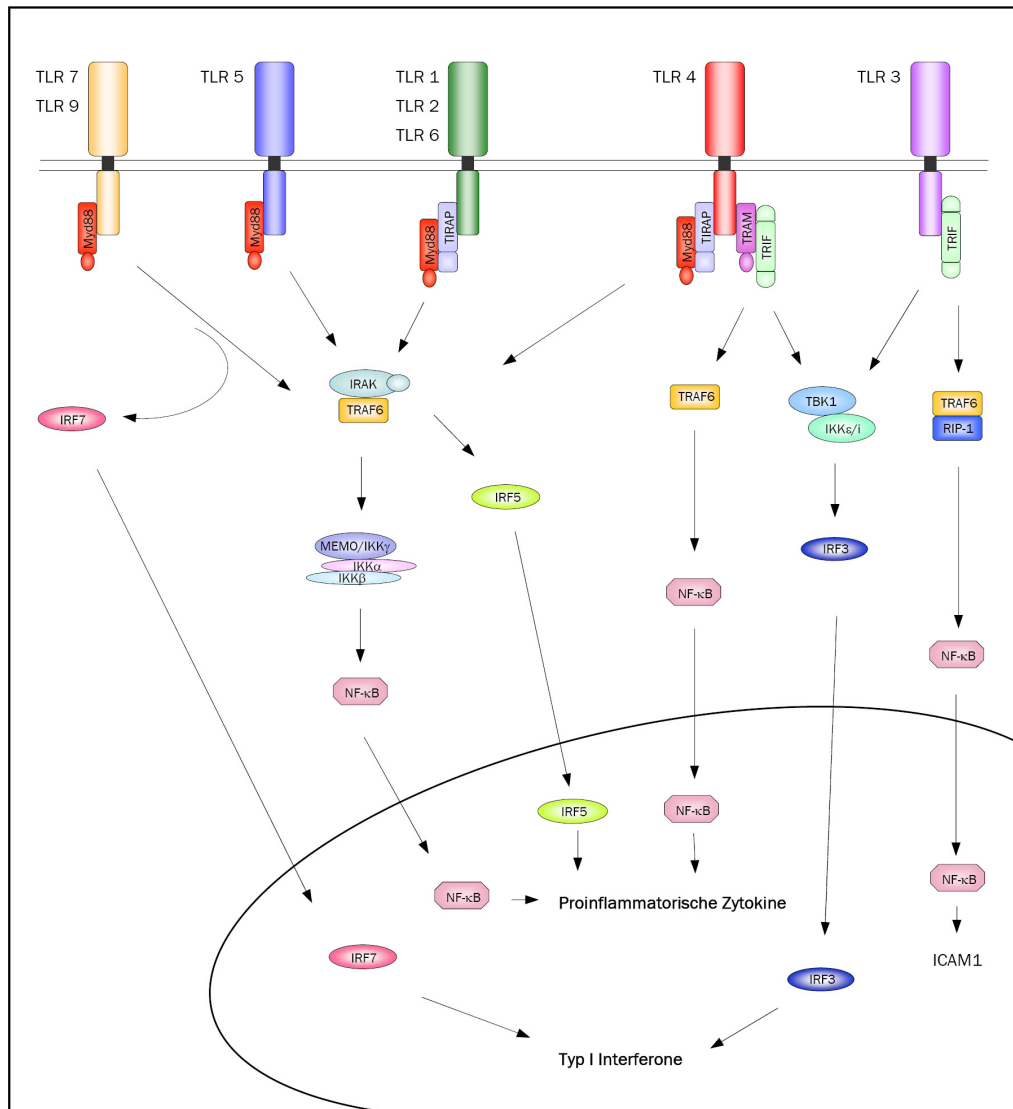 TLR 7
TLR 9
TLR 5
TLR 1
TLR 2
TLR 6
TLR 4
TLR 3
Myd88
Myd88
Myd88
TIRAP
Myd88
TIRAP
TRAM
TRIF
TRIF
IRAK
TRAF6
IRF7
TRAF6
TBK1
IKKε/i
TRAF6
RIP-1
IRF5
MEMO/IKKγ
IKKα
IKKβ
IRF3
NF-κB
NF-κB
NF-κB
IRF5
NF-κB
NF-κB
NF-κB
Proinflammatorische Zytokine
IRF7
ICAM1
IRF3
Typ I Interferone